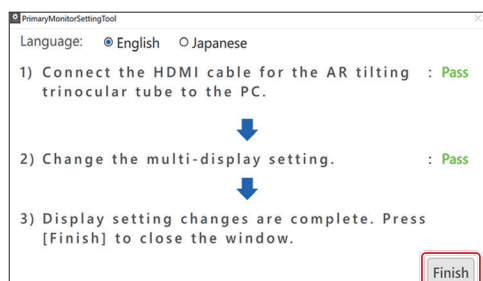 PrimaryMonitorSettingTool
Language: English Japanese
1) Connect the HDMI cable for the AR tilting : Pass
trinocular tube to the PC.
2) Change the multi-display setting. : Pass
3) Display setting changes are complete. Press
[Finish] to close the window.
Finish